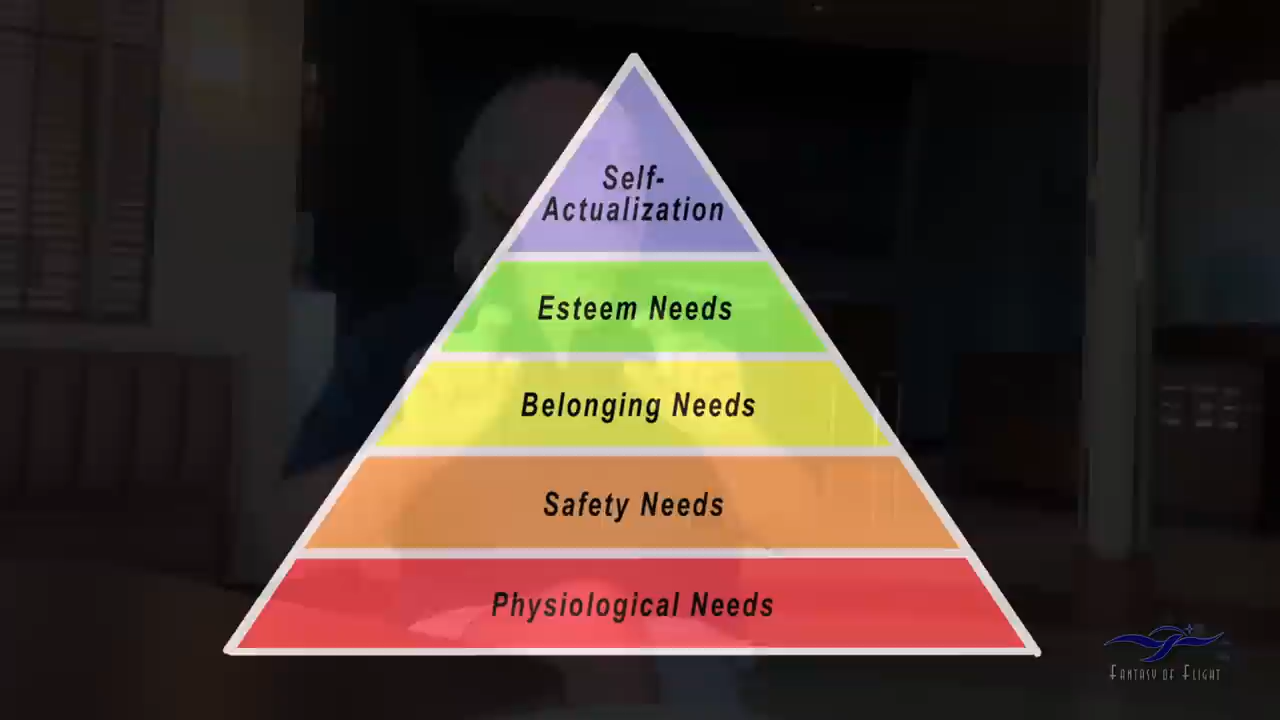 Self-
Actualization
Esteem Needs
Belonging Needs
Safety Needs
Physiological Needs
Fantasy of Flight